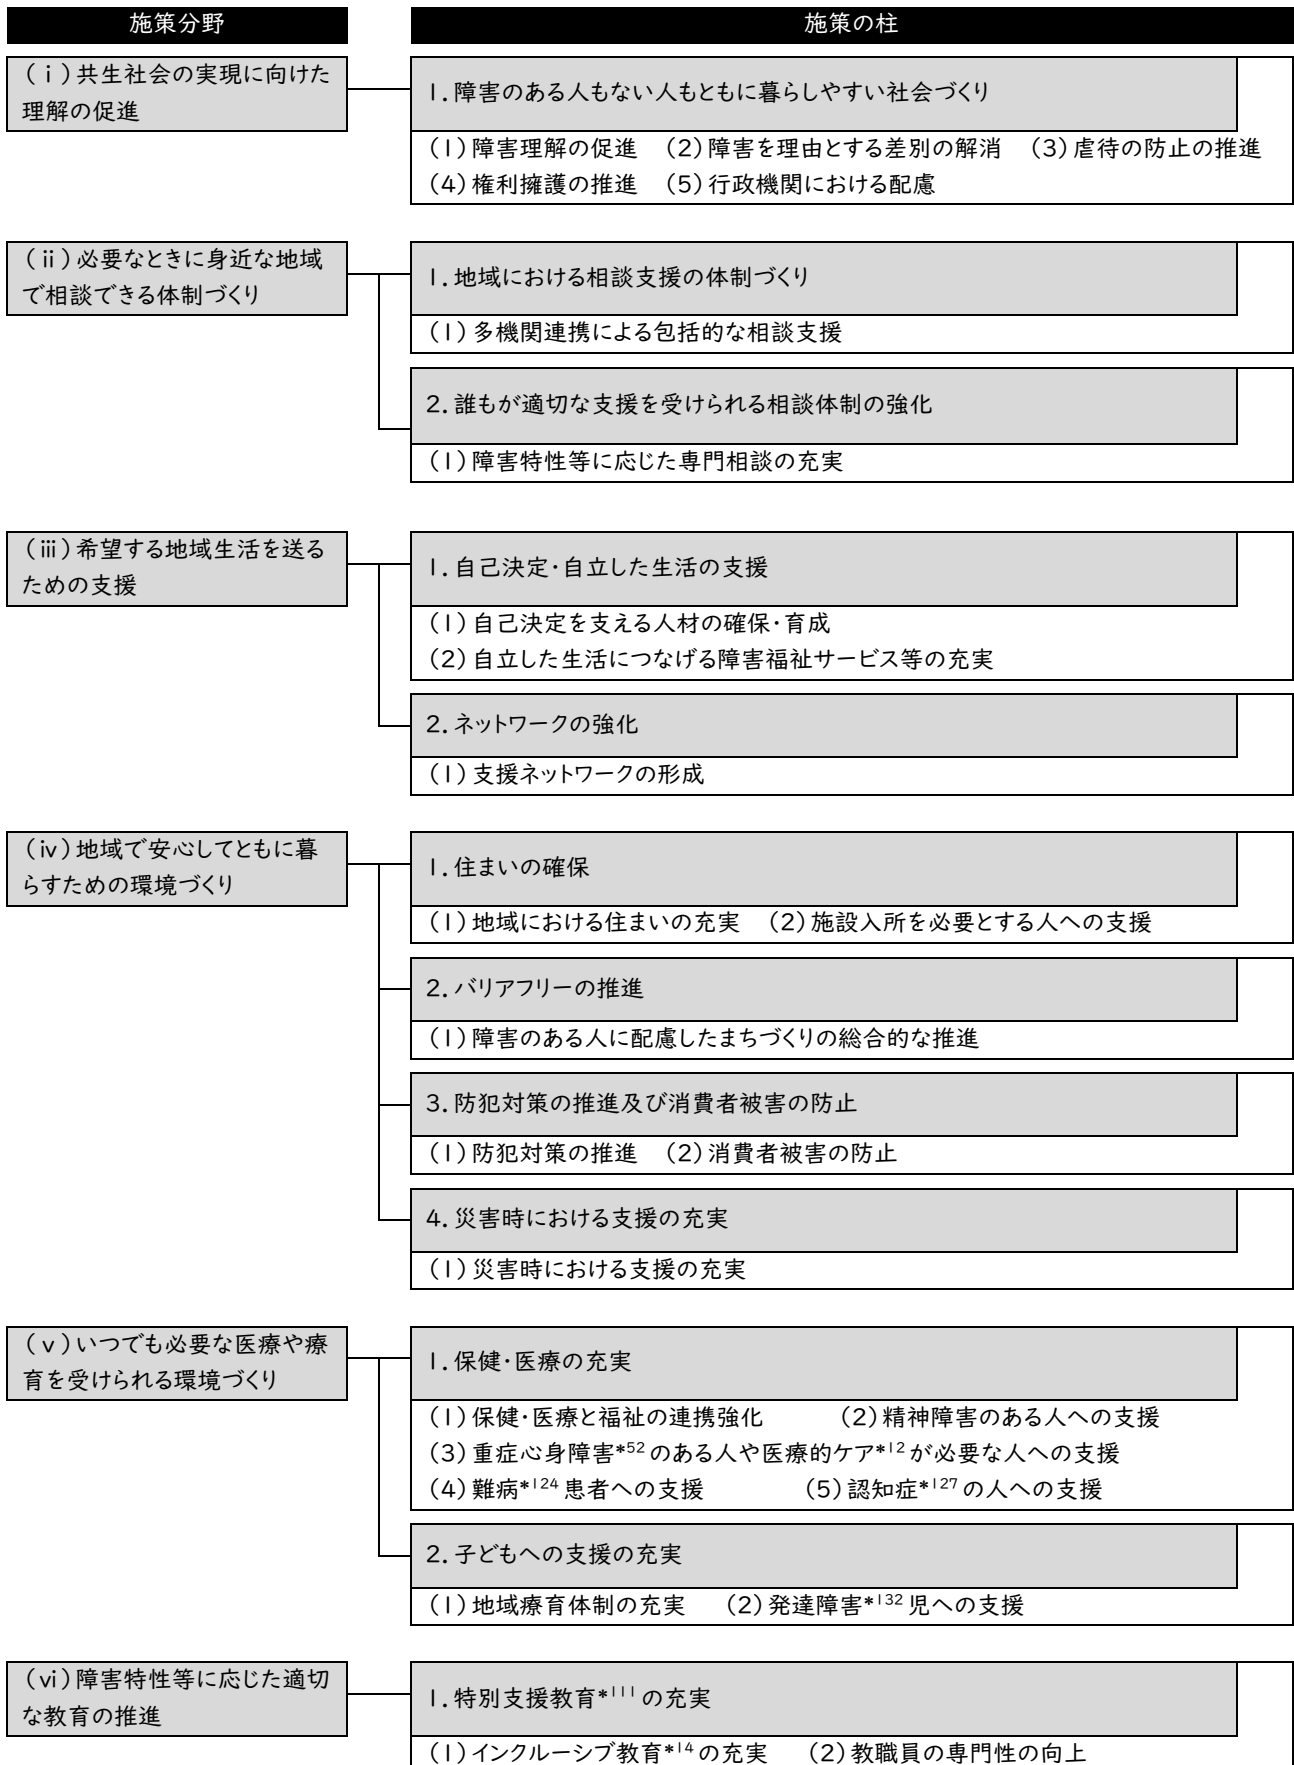 施策分野
施策の柱
（ⅰ）共生社会の実現に向けた
理解の促進
1．障害のある人もない人もともに暮らしやすい社会づくり
（1）障害理解の促進　（2）障害を理由とする差別の解消　（3）虐待の防止の推進
（4）権利擁護の推進　（5）行政機関における配慮
（ⅱ）必要なときに身近な地域
で相談できる体制づくり
1．地域における相談支援の体制づくり
（1）多機関連携による包括的な相談支援
2．誰もが適切な支援を受けられる相談体制の強化
（1）障害特性等に応じた専門相談の充実
（ⅲ）希望する地域生活を送る
ための支援
1．自己決定・自立した生活の支援
（1）自己決定を支える人材の確保・育成
（2）自立した生活につなげる障害福祉サービス等の充実
2．ネットワークの強化
（1）支援ネットワークの形成
（ⅳ）地域で安心してともに暮
らすための環境づくり
1．住まいの確保
（1）地域における住まいの充実　（2）施設入所を必要とする人への支援
2．バリアフリーの推進
（1）障害のある人に配慮したまちづくりの総合的な推進
3．防犯対策の推進及び消費者被害の防止
（1）防犯対策の推進　（2）消費者被害の防止
4．災害時における支援の充実
（1）災害時における支援の充実
（ⅴ）いつでも必要な医療や療
育を受けられる環境づくり
1．保健・医療の充実
（1）保健・医療と福祉の連携強化　（2）精神障害のある人への支援
（3）重症心身障害*52のある人や医療的ケア*12が必要な人への支援
（4）難病*124患者への支援　（5）認知症*127の人への支援
2．子どもへの支援の充実
（1）地域療育体制の充実　（2）発達障害*132児への支援
（ⅵ）障害特性等に応じた適切
な教育の推進
1．特別支援教育*111の充実
（1）インクルーシブ教育*14の充実　（2）教職員の専門性の向上